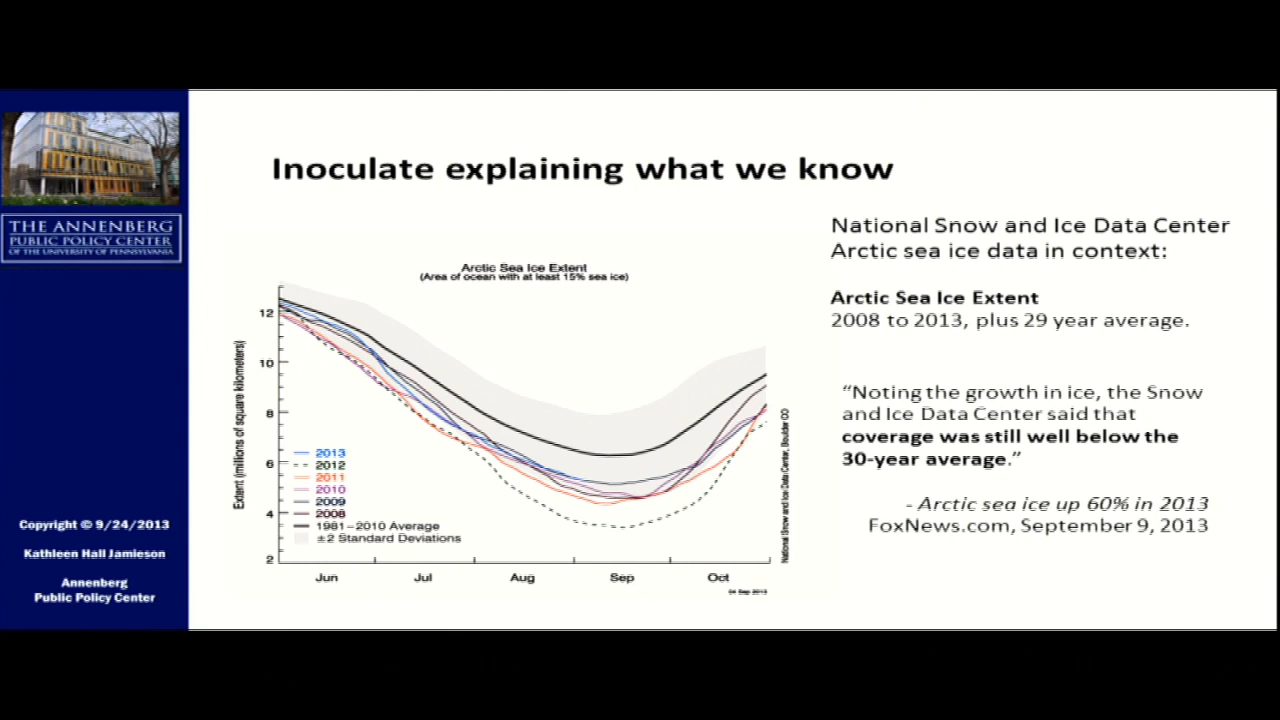 THE ANNENBERG
PUBLIC POLICY CENTER
OF THE UNIVERSITY OF PENNSYLVANIA
Copyright © 9/24/2013
Kathleen Hall Jamieson
Annenberg
Public Policy Center
Inoculate explaining what we know
Arctic Sea Ice Extent
(Area of ocean with at least 15% sea ice)
Extent (millions of square kilometers)
12
10
8
6
4
2
2013
2012
2011
2010
2009
2008
1981–2010 Average
±2 Standard Deviations
Jun Jul Aug Sep Oct
National Snow and Ice Data Center, Boulder CO
04 Sep 2013
National Snow and Ice Data Center
Arctic sea ice data in context:
Arctic Sea Ice Extent
2008 to 2013, plus 29 year average.
“Noting the growth in ice, the Snow
and Ice Data Center said that
coverage was still well below the
30-year average.”
- Arctic sea ice up 60% in 2013
FoxNews.com, September 9, 2013